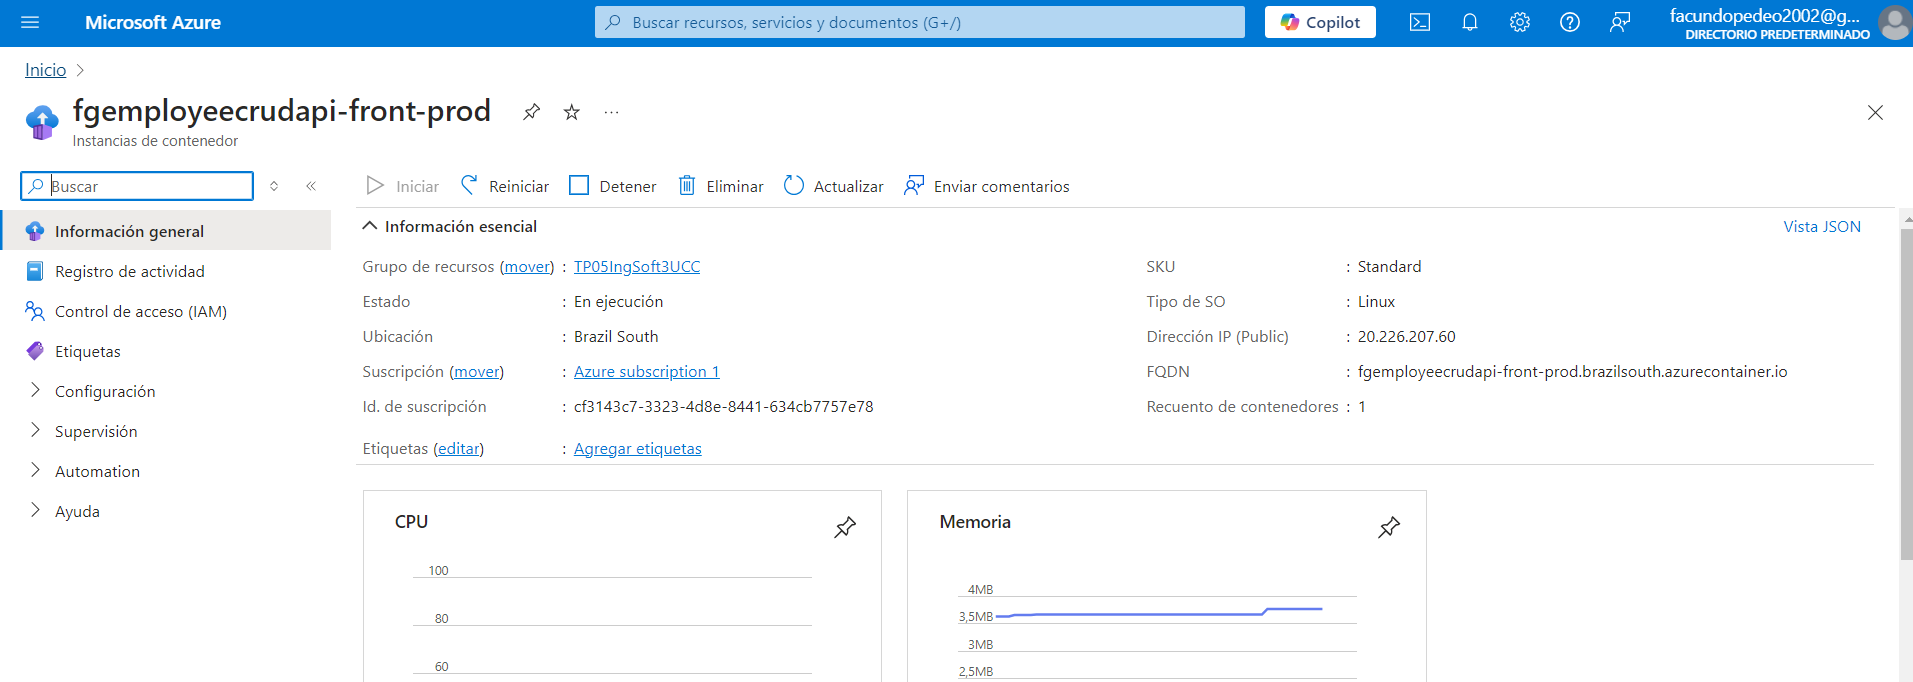 Microsoft Azure
Buscar recursos, servicios y documentos (G+/)
Copilot
facundopedeo2002@g...
DIRECTORIO PREDETERMINADO
Inicio
fgemployeecrudapi-front-prod
Instancias de contenedor
Buscar
Iniciar Reiniciar Detener Eliminar Actualizar Enviar comentarios
Información general
Registro de actividad
Control de acceso (IAM)
Etiquetas
Configuración
Supervisión
Automation
Ayuda
Información esencial
Vista JSON
Grupo de recursos (mover) : TP05IngSoft3UCC
Estado : En ejecución
Ubicación : Brazil South
Suscripción (mover) : Azure subscription 1
Id. de suscripción : cf3143c7-3323-4d8e-8441-634cb7757e78
Etiquetas (editar) : Agregar etiquetas
SKU : Standard
Tipo de SO : Linux
Dirección IP (Public) : 20.226.207.60
FQDN : fgemployeecrudapi-front-prod.brazilsouth.azurecontainer.io
Recuento de contenedores : 1
CPU
100
80
60
Memoria
4MB
3,5MB
3MB
2,5MB